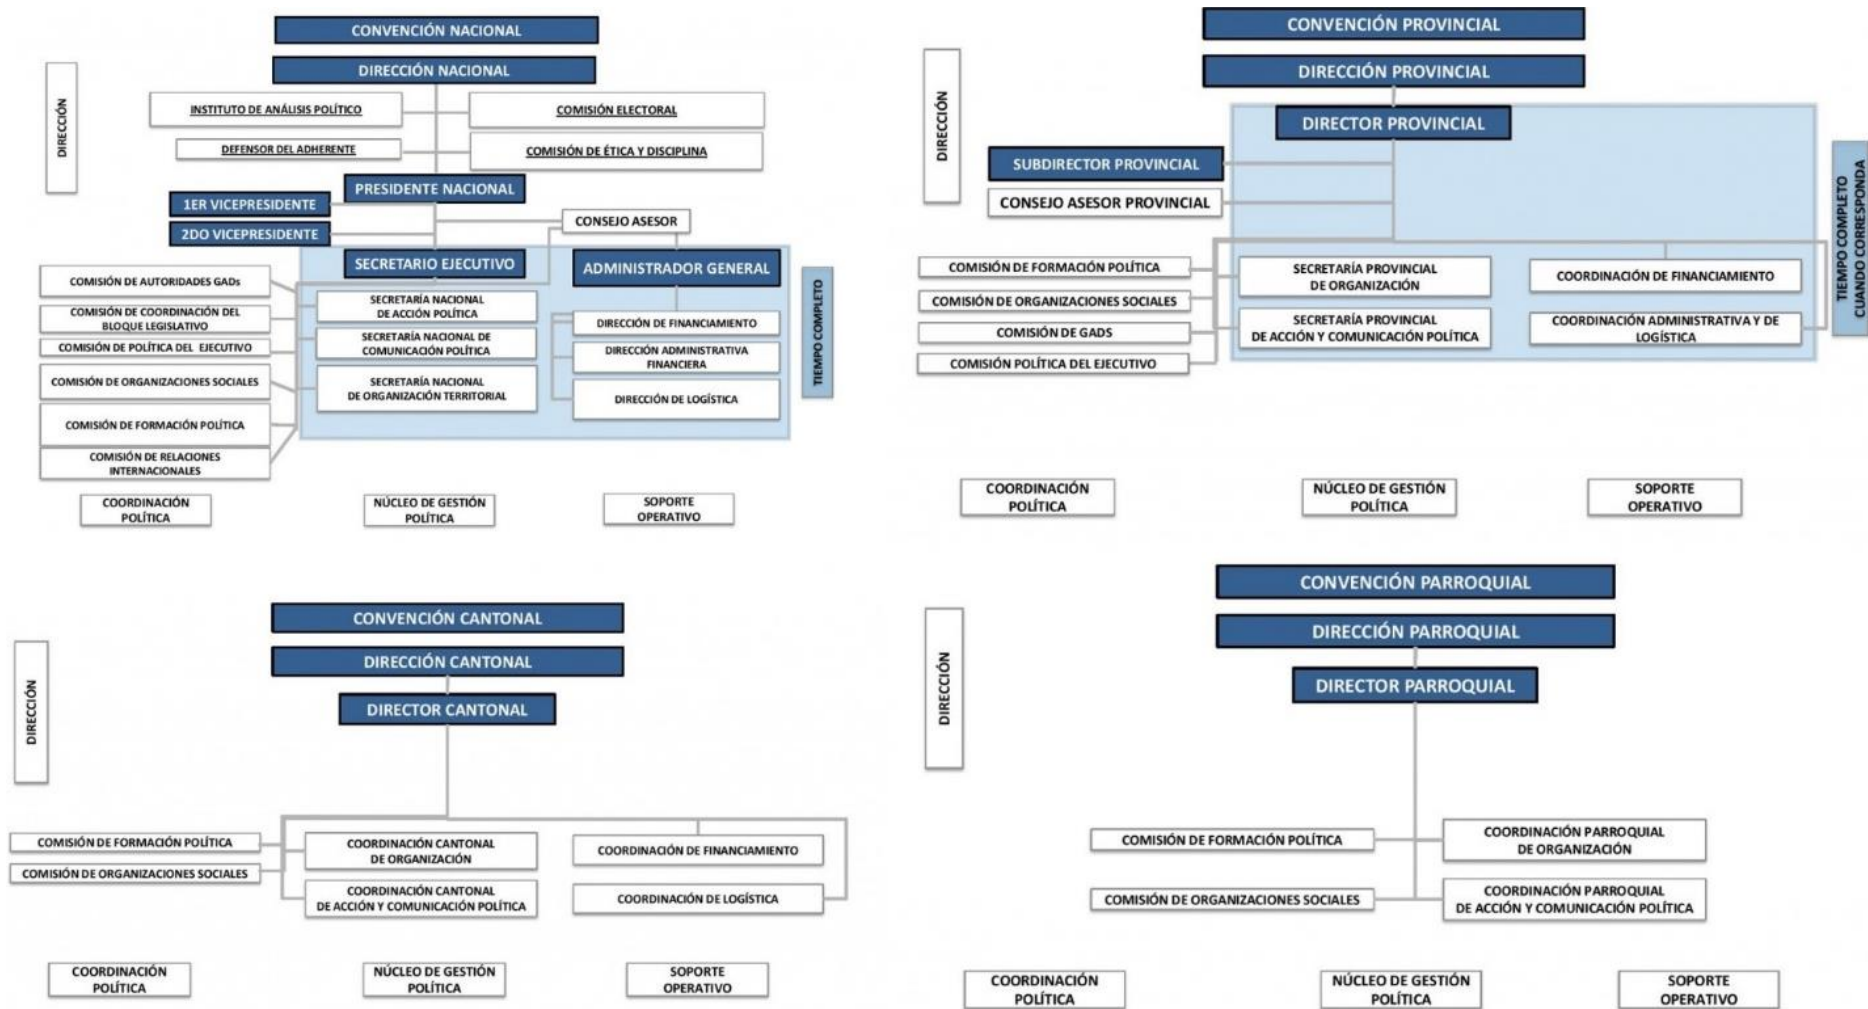 CONVENCIÓN NACIONAL
DIRECCIÓN NACIONAL
DIRECCIÓN
INSTITUTO DE ANÁLISIS POLÍTICO
COMISIÓN ELECTORAL
DEFENSOR DEL ADHERENTE
COMISIÓN DE ÉTICA Y DISCIPLINA
PRESIDENTE NACIONAL
1ER VICEPRESIDENTE
CONSEJO ASESOR
2DO VICEPRESIDENTE
SECRETARIO EJECUTIVO
ADMINISTRADOR GENERAL
TIEMPO COMPLETO
COMISIÓN DE AUTORIDADES GADs
COMISIÓN DE COORDINACIÓN DEL
BLOQUE LEGISLATIVO
COMISIÓN DE POLÍTICA DEL EJECUTIVO
COMISIÓN DE ORGANIZACIONES SOCIALES
COMISIÓN DE FORMACIÓN POLÍTICA
COMISIÓN DE RELACIONES
INTERNACIONALES
SECRETARÍA NACIONAL
DE ACCIÓN POLÍTICA
SECRETARÍA NACIONAL DE
COMUNICACIÓN POLÍTICA
SECRETARÍA NACIONAL
DE ORGANIZACIÓN TERRITORIAL
DIRECCIÓN DE FINANCIAMIENTO
DIRECCIÓN ADMINISTRATIVA
FINANCIERA
DIRECCIÓN DE LOGÍSTICA
COORDINACIÓN
POLÍTICA
NÚCLEO DE GESTIÓN
POLÍTICA
SOPORTE
OPERATIVO
CONVENCIÓN PROVINCIAL
DIRECCIÓN PROVINCIAL
DIRECCIÓN
DIRECTOR PROVINCIAL
SUBDIRECTOR PROVINCIAL
CONSEJO ASESOR PROVINCIAL
TIEMPO COMPLETO
CUANDO CORRESPONDA
COMISIÓN DE FORMACIÓN POLÍTICA
COMISIÓN DE ORGANIZACIONES SOCIALES
COMISIÓN DE GADS
COMISIÓN POLÍTICA DEL EJECUTIVO
SECRETARÍA PROVINCIAL
DE ORGANIZACIÓN
SECRETARÍA PROVINCIAL
DE ACCIÓN Y COMUNICACIÓN POLÍTICA
COORDINACIÓN DE FINANCIAMIENTO
COORDINACIÓN ADMINISTRATIVA Y DE
LOGÍSTICA
COORDINACIÓN
POLÍTICA
NÚCLEO DE GESTIÓN
POLÍTICA
SOPORTE
OPERATIVO
CONVENCIÓN CANTONAL
DIRECCIÓN CANTONAL
DIRECCIÓN
DIRECTOR CANTONAL
COMISIÓN DE FORMACIÓN POLÍTICA
COMISIÓN DE ORGANIZACIONES SOCIALES
COORDINACIÓN CANTONAL
DE ORGANIZACIÓN
COORDINACIÓN CANTONAL
DE ACCIÓN Y COMUNICACIÓN POLÍTICA
COORDINACIÓN DE FINANCIAMIENTO
COORDINACIÓN DE LOGÍSTICA
COORDINACIÓN
POLÍTICA
NÚCLEO DE GESTIÓN
POLÍTICA
SOPORTE
OPERATIVO
CONVENCIÓN PARROQUIAL
DIRECCIÓN PARROQUIAL
DIRECCIÓN
DIRECTOR PARROQUIAL
COMISIÓN DE FORMACIÓN POLÍTICA
COMISIÓN DE ORGANIZACIONES SOCIALES
COORDINACIÓN PARROQUIAL
DE ORGANIZACIÓN
COORDINACIÓN PARROQUIAL
DE ACCIÓN Y COMUNICACIÓN POLÍTICA
COORDINACIÓN
POLÍTICA
NÚCLEO DE GESTIÓN
POLÍTICA
SOPORTE
OPERATIVO